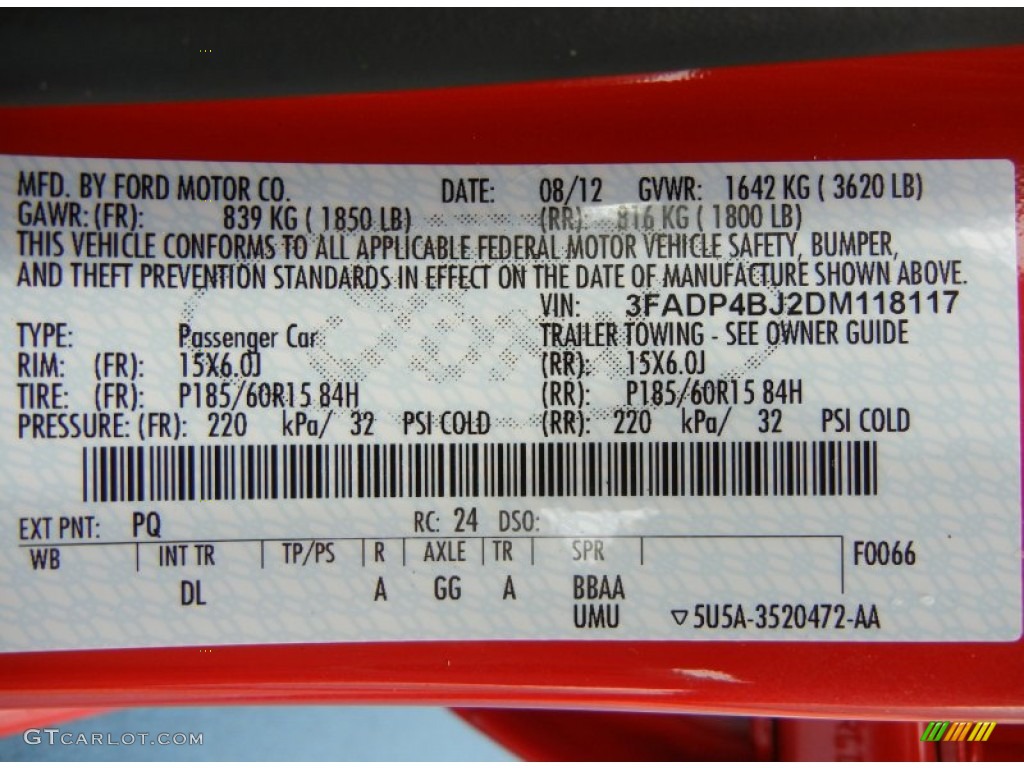 MFD. BY FORD MOTOR CO. DATE: 08/12 GVWR: 1642 KG ( 3620 LB)
GAWR: (FR): 839 KG ( 1850 LB) (RR): 816 KG ( 1800 LB)
THIS VEHICLE CONFORMS TO ALL APPLICABLE FEDERAL MOTOR VEHICLE SAFETY, BUMPER,
AND THEFT PREVENTION STANDARDS IN EFFECT ON THE DATE OF MANUFACTURE SHOWN ABOVE.
VIN: 3FADP4BJ2DM118117
TYPE: Passenger Car TRAILER TOWING - SEE OWNER GUIDE
RIM: (FR): 15X6.0J (RR): 15X6.0J
TIRE: (FR): P185/60R15 84H (RR): P185/60R15 84H
PRESSURE: (FR): 220 kPa/ 32 PSI COLD (RR): 220 kPa/ 32 PSI COLD
EXT PNT: PQ RC: 24 DSO:
WB INT TR TP/PS R AXLE TR SPR F0066
DL A GG A BBAA
UMU ▽5U5A-3520472-AA
GTCARLOT.COM